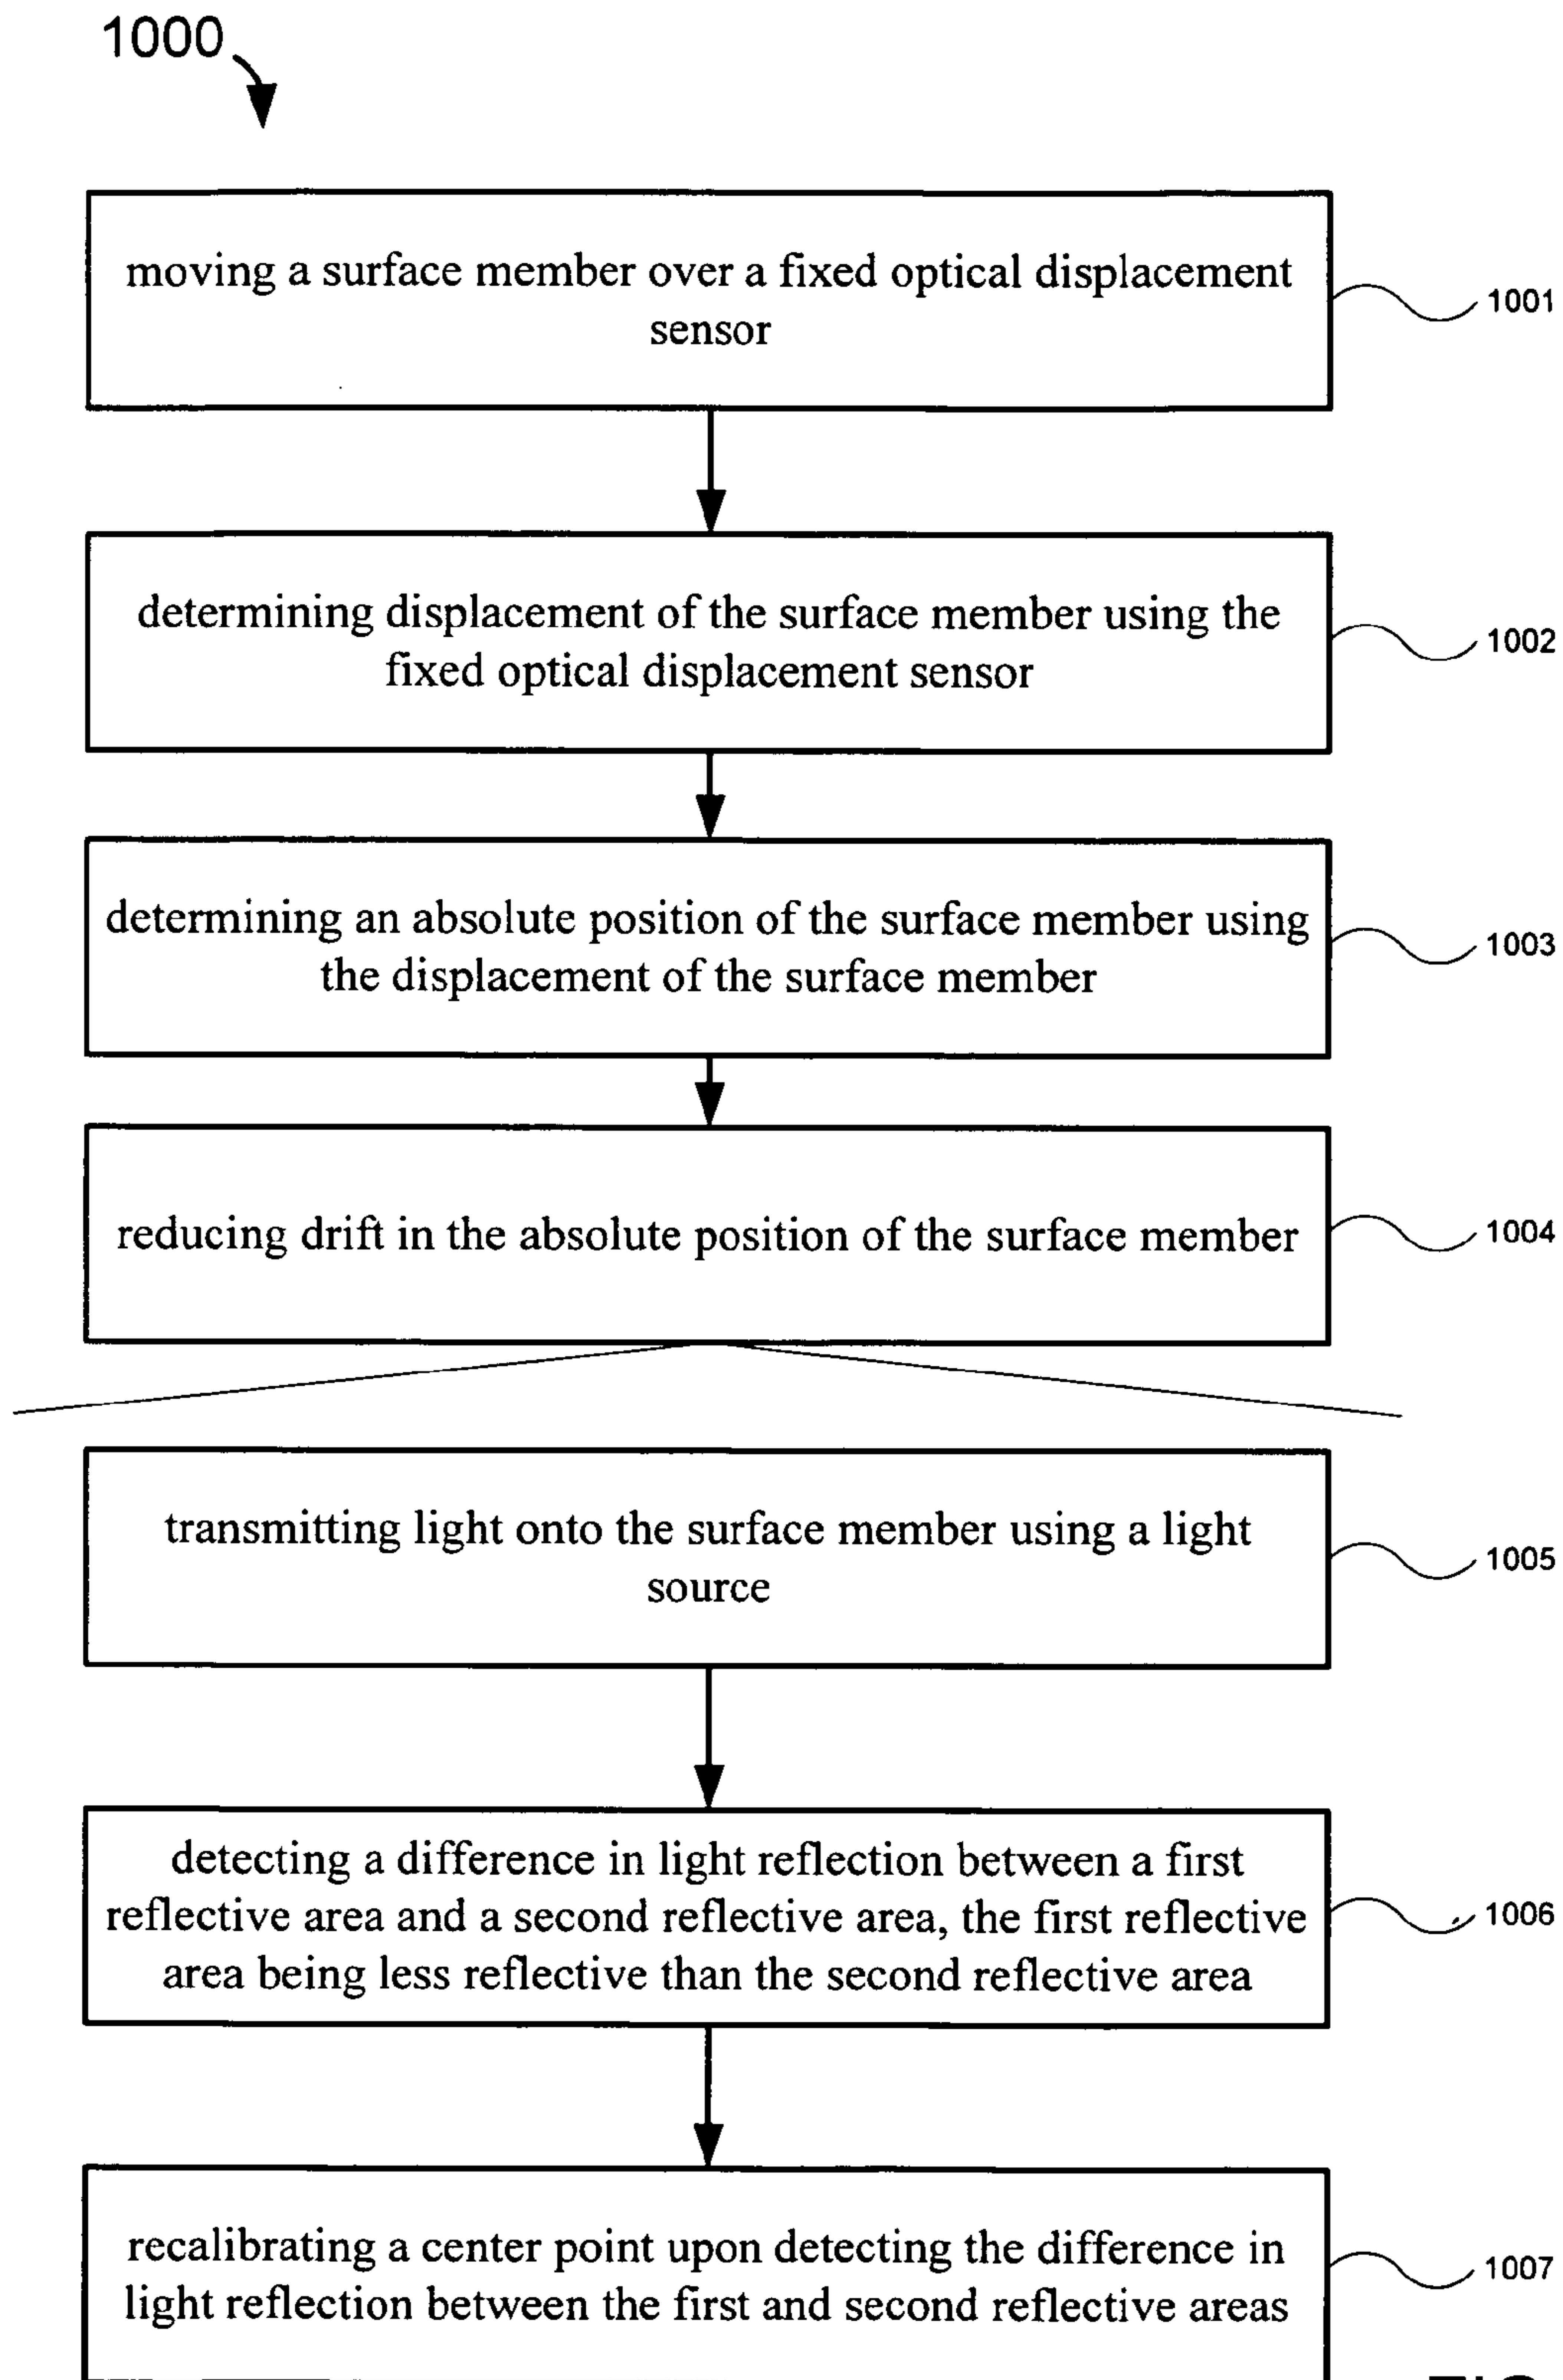 1000
moving a surface member over a fixed optical displacement
sensor
1001
determining displacement of the surface member using the
fixed optical displacement sensor
1002
determining an absolute position of the surface member using
the displacement of the surface member
1003
reducing drift in the absolute position of the surface member
1004
transmitting light onto the surface member using a light
source
1005
detecting a difference in light reflection between a first
reflective area and a second reflective area, the first reflective
area being less reflective than the second reflective area
1006
recalibrating a center point upon detecting the difference in
light reflection between the first and second reflective areas
1007